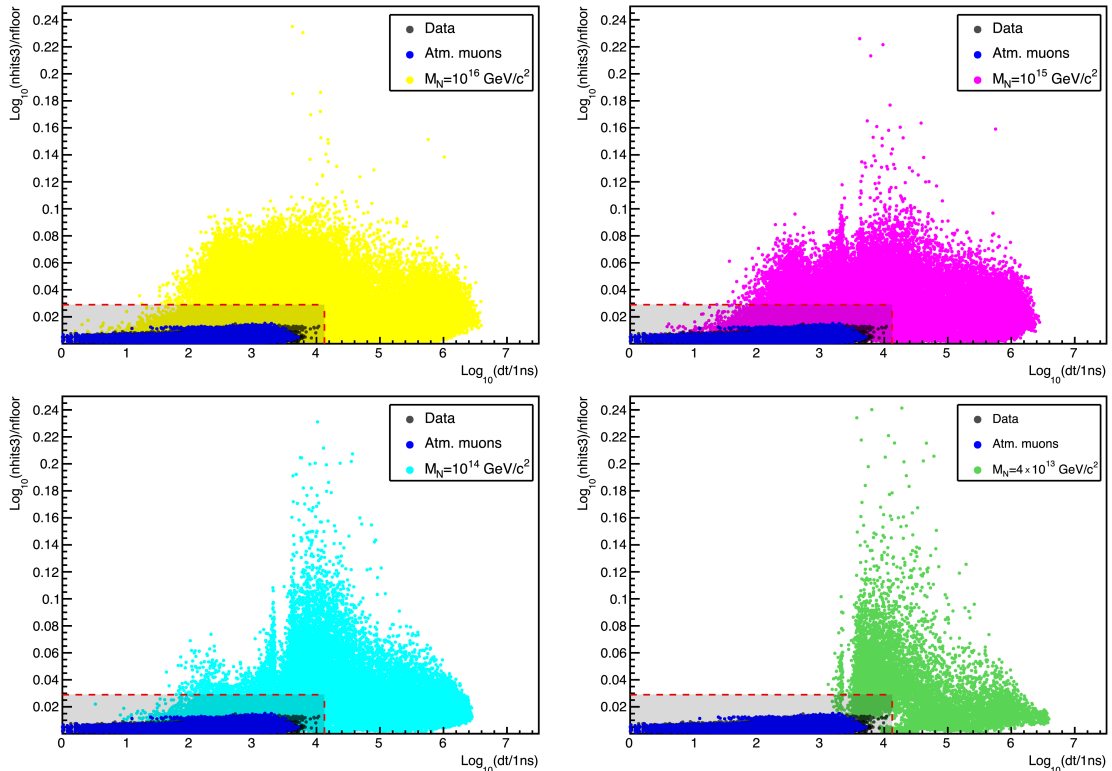 Log10(nhits3)/nfloor
0.24
0.22
0.2
0.18
0.16
0.14
0.12
0.1
0.08
0.06
0.04
0.02
Data
Atm. muons
M_N=10^16 GeV/c^2
0 1 2 3 4 5 6 7
Log10(dt/1ns)
Log10(nhits3)/nfloor
0.24
0.22
0.2
0.18
0.16
0.14
0.12
0.1
0.08
0.06
0.04
0.02
Data
Atm. muons
M_N=10^15 GeV/c^2
0 1 2 3 4 5 6 7
Log10(dt/1ns)
Log10(nhits3)/nfloor
0.24
0.22
0.2
0.18
0.16
0.14
0.12
0.1
0.08
0.06
0.04
0.02
Data
Atm. muons
M_N=10^14 GeV/c^2
0 1 2 3 4 5 6 7
Log10(dt/1ns)
Log10(nhits3)/nfloor
0.24
0.22
0.2
0.18
0.16
0.14
0.12
0.1
0.08
0.06
0.04
0.02
Data
Atm. muons
M_N=4×10^13 GeV/c^2
0 1 2 3 4 5 6 7
Log10(dt/1ns)